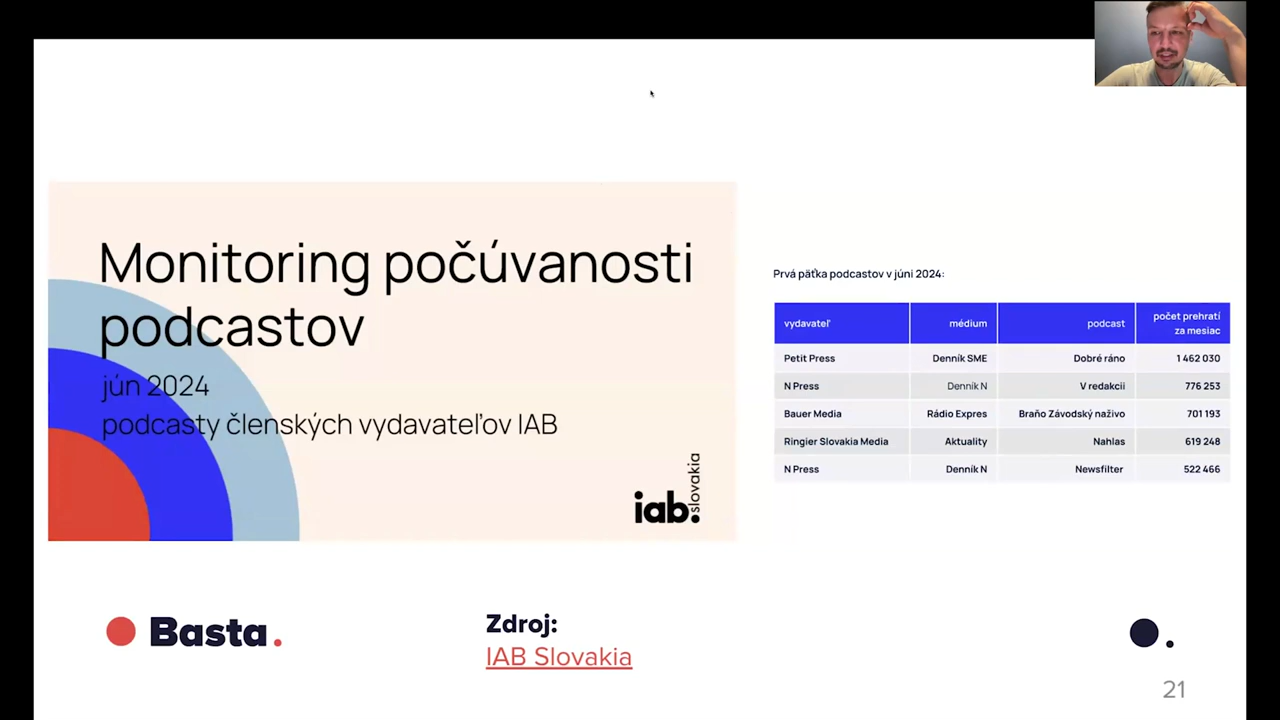 Monitoring počúvanosti
podcastov
jún 2024
podcasty členských vydavateľov IAB
iab.
slovakia
Prvá päťka podcastov v júni 2024:
vydavateľ médium podcast počet prehratí
za mesiac
Petit Press Denník SME Dobré ráno 1 462 030
N Press Denník N V redakcii 776 253
Bauer Media Rádio Expres Braňo Závodský naživo 701 193
Ringier Slovakia Media Aktuality Nahlas 619 248
N Press Denník N Newsfilter 522 466
Basta.
Zdroj:
IAB Slovakia
21